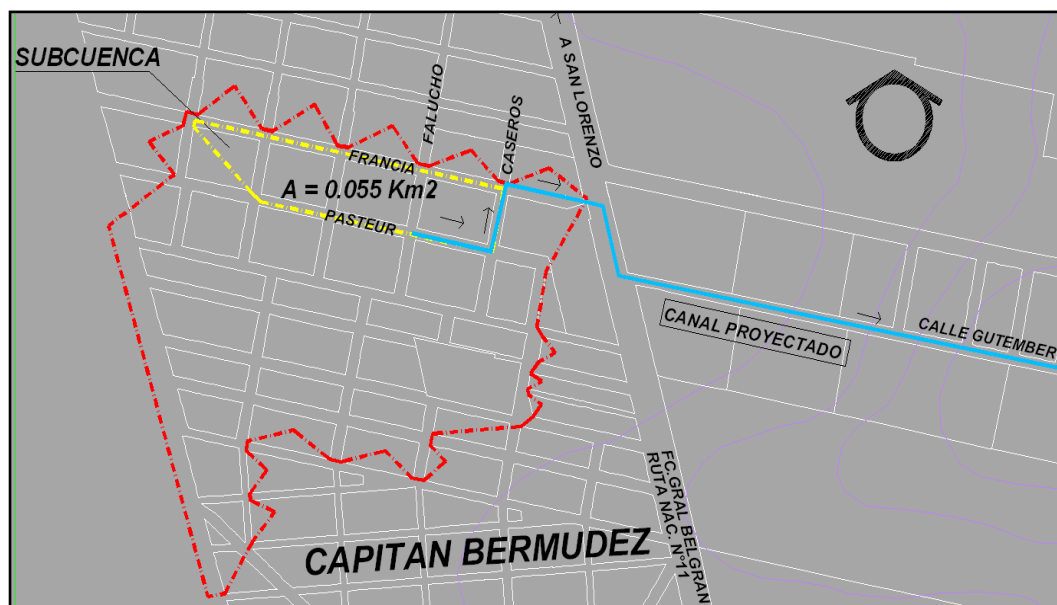 SUBCUENCA
FALUCHO
CASEROS
A SAN LORENZO
FRANCIA
A = 0.055 Km2
PASTEUR
CANAL PROYECTADO
CALLE GUTEMBER
FC.GRAL BELGRAN
RUTA NAC. Nº11
CAPITAN BERMUDEZ